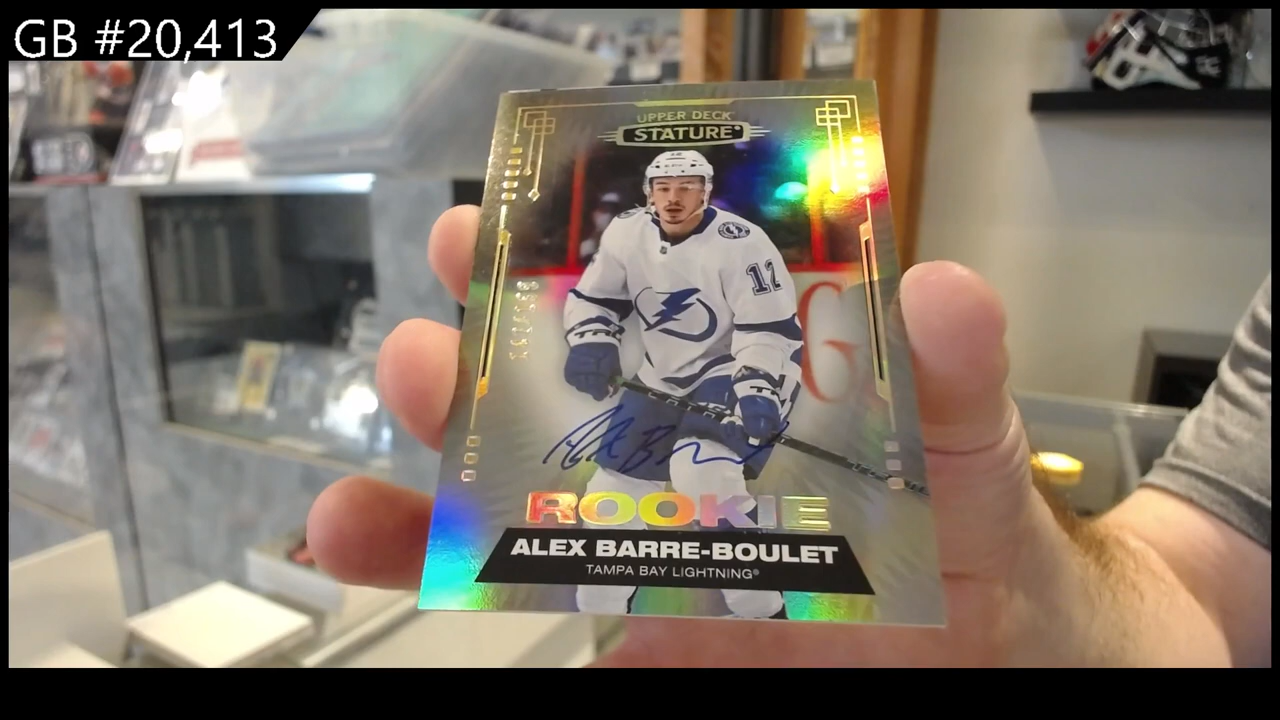 GB #20,413
UPPER DECK
STATURE
12
ROOKIE
ALEX BARRE-BOULET
TAMPA BAY LIGHTNING®